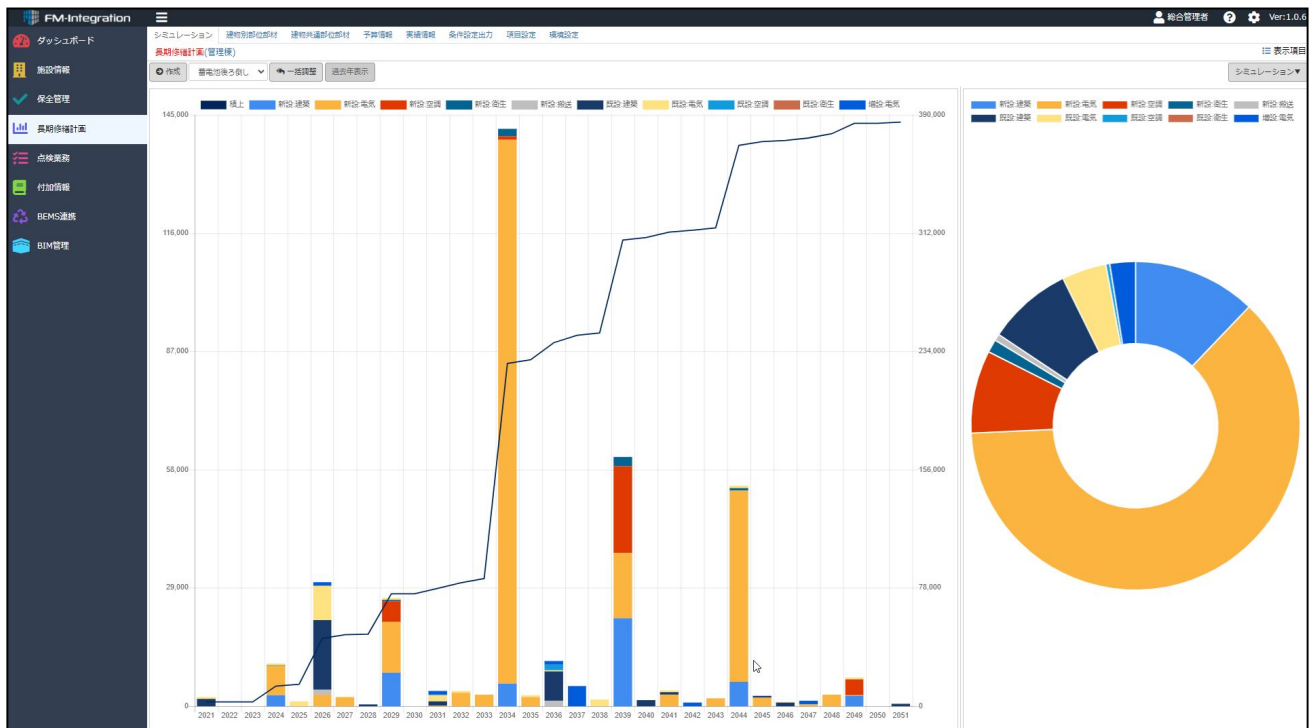 FM-Integration
総合管理者 Ver:1.0.6
ダッシュボード
施設情報
保全管理
長期修繕計画
点検業務
付加情報
BEMS連携
BIM管理
シミュレーション 建物別部位部材 建物共通部位部材 予算情報 実績情報 条件設定出力 項目設定 環境設定
長期修繕計画(管理棟) 表示項目
作成 蓄電池後ろ倒し 一括調整 過去年表示 シミュレーション▼
積上 新設:建築 新設:電気 新設:空調 新設:衛生 新設:搬送 既設:建築 既設:電気 既設:空調 既設:衛生 増設:電気
145,000 390,000
116,000 312,000
87,000 234,000
58,000 156,000
29,000 78,000
0 0
2021 2022 2023 2024 2025 2026 2027 2028 2029 2030 2031 2032 2033 2034 2035 2036 2037 2038 2039 2040 2041 2042 2043 2044 2045 2046 2047 2048 2049 2050 2051
新設:建築 新設:電気 新設:空調 新設:衛生 新設:搬送
既設:建築 既設:電気 既設:空調 既設:衛生 増設:電気